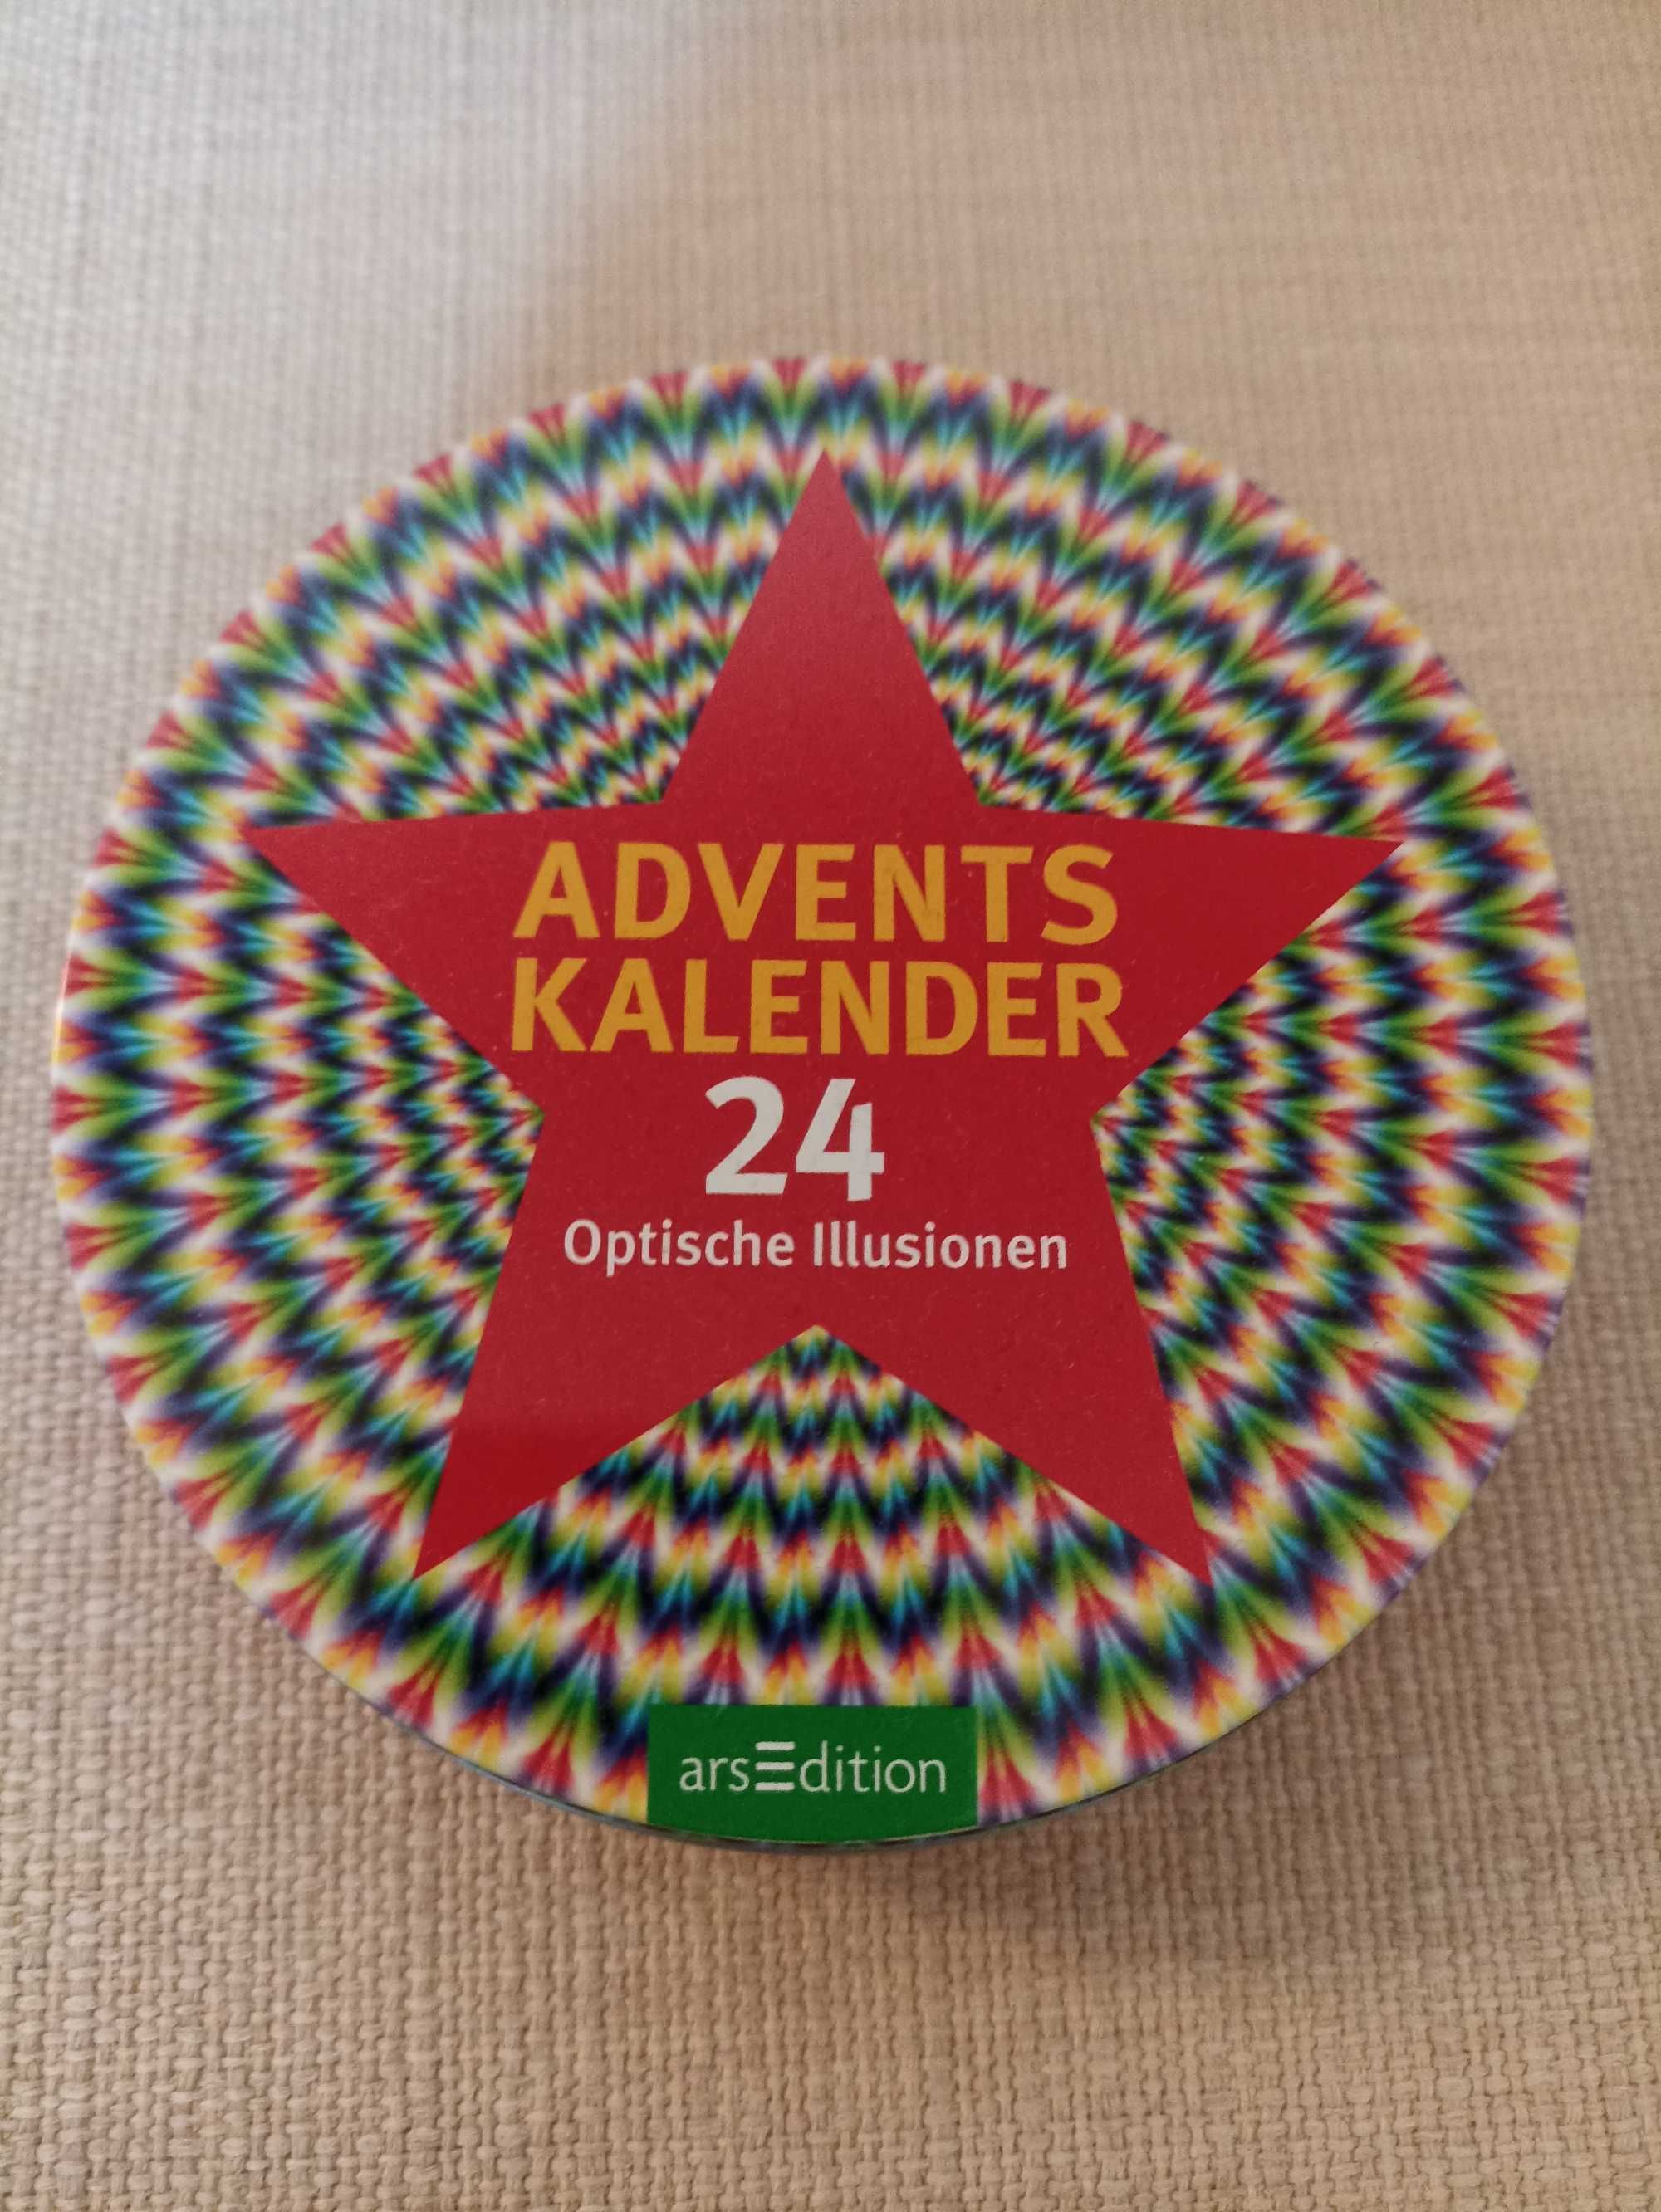 ADVENTS
KALENDER
24
Optische Illusionen
arsEdition